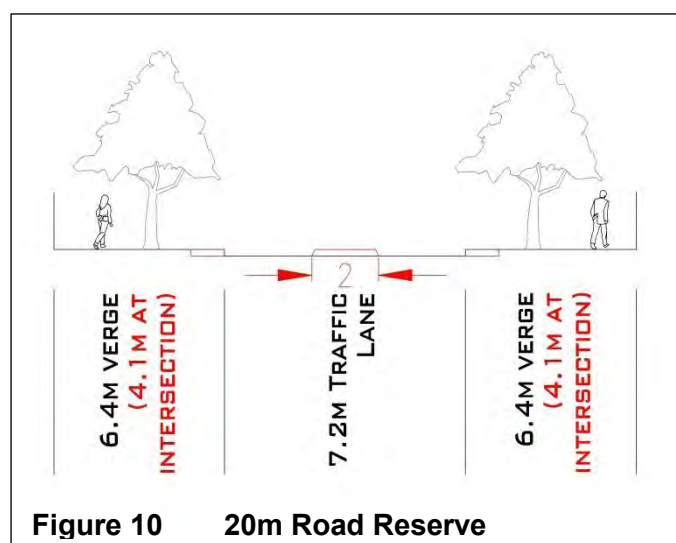 2
6.4M VERGE
(4.1M AT
INTERSECTION)
7.2M TRAFFIC
LANE
6.4M VERGE
(4.1M AT
INTERSECTION)
Figure 10 20m Road Reserve